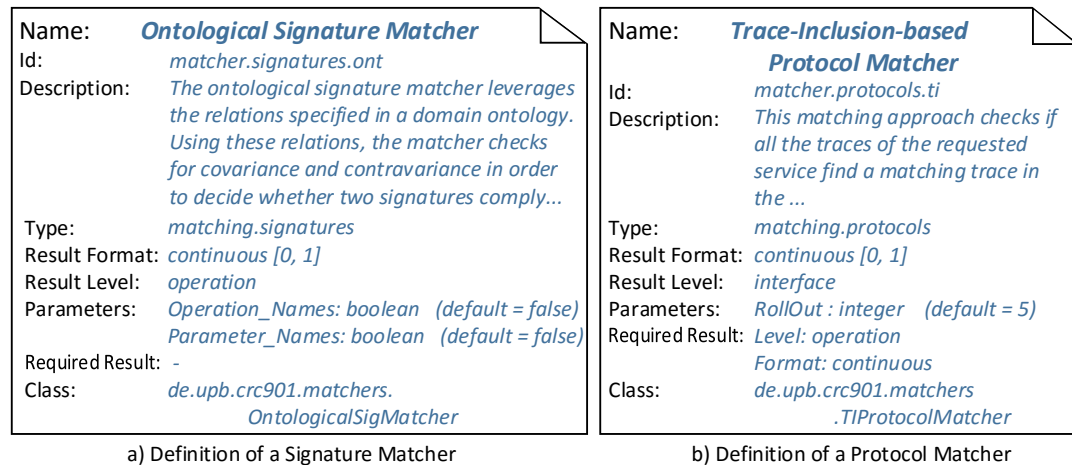 Name: Ontological Signature Matcher
Id: matcher.signatures.ont
Description: The ontological signature matcher leverages
the relations specified in a domain ontology.
Using these relations, the matcher checks
for covariance and contravariance in order
to decide whether two signatures comply...
Type: matching.signatures
Result Format: continuous [0, 1]
Result Level: operation
Parameters: Operation_Names: boolean (default = false)
Parameter_Names: boolean (default = false)
Required Result: -
Class: de.upb.crc901.matchers.
OntologicalSigMatcher
a) Definition of a Signature Matcher
Name: Trace-Inclusion-based
Protocol Matcher
Id: matcher.protocols.ti
Description: This matching approach checks if
all the traces of the requested
service find a matching trace in
the ...
Type: matching.protocols
Result Format: continuous [0, 1]
Result Level: interface
Parameters: RollOut : integer (default = 5)
Required Result: Level: operation
Format: continuous
Class: de.upb.crc901.matchers
.TIProtocolMatcher
b) Definition of a Protocol Matcher